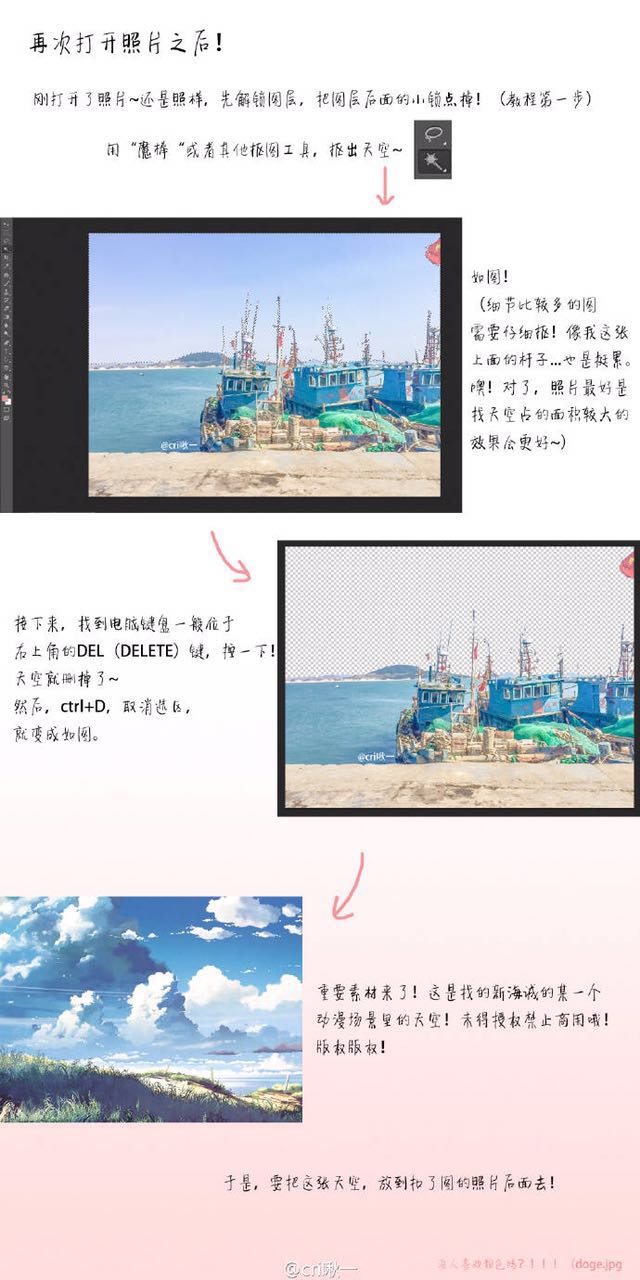 再次打开照片之后！
刚打开了照片~还是照样，先解锁图层，把图层后面的小锁点掉！（教程第一步）
用“魔棒“或者其他抠图工具，抠出天空~
如图！
（细节比较多的图
需要仔细抠！像我这张
上面的杆子...也是挺累。
噢！对了，照片最好是
找天空占的面积较大的
效果会更好~）
@cri瞅一
接下来，找到电脑键盘一般位于
右上角的DEL（DELETE）键，按一下！
天空就删掉了~
然后，ctrl+D，取消选区，
就变成如图。
@cri瞅一
重要素材来了！这是找的新海诚的某一个
动漫场景里的天空！未得授权禁止商用哦！
版权版权！
于是，要把这张天空，放到扣了图的照片后面去！
没人喜欢粉色吗？！！！（doge.jpg
@cri瞅一